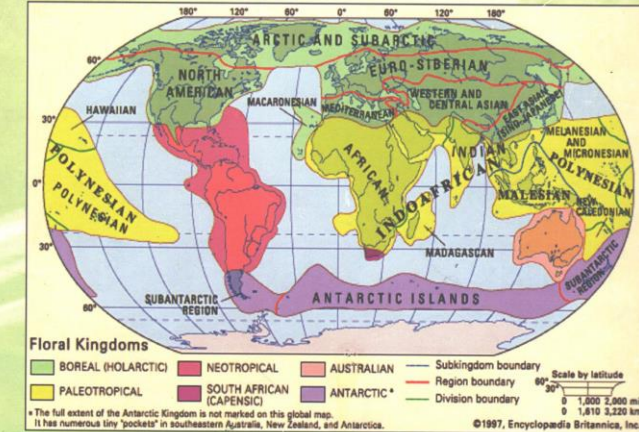 180° 120° 60° 0° 60° 120° 180°
ARCTIC AND SUBARCTIC
60°
EURO-SIBERIAN
NORTH
AMERICAN
WESTERN AND
CENTRAL ASIAN
EAST ASIAN
(SINO-JAPANESE)
MACARONESIAN
MEDITERRANEAN
HAWAIIAN
30°
INDIAN
MELANESIAN
AND
MICRONESIAN
POLYNESIAN
POLYNESIAN
AFRICAN
INDOAFRICAN
MALESIAN
POLYNESIAN
0°
NEW
CALEDONIAN
MADAGASCAN
30°
SUBANTARCTIC
REGION
ANTARCTIC ISLANDS
SUBANTARCTIC
REGION
60°
Floral Kingdoms
BOREAL (HOLARCTIC)
NEOTROPICAL
AUSTRALIAN
PALEOTROPICAL
SOUTH AFRICAN
(CAPENSIC)
ANTARCTIC *
Subkingdom boundary
Region boundary
Division boundary
Scale by latitude
60°
30°
0 1,000 2,000 mi
0 1,610 3,220 km
* The full extent of the Antarctic Kingdom is not marked on this global map.
It has numerous tiny "pockets" in southeastern Australia, New Zealand, and Antarctica.
©1997, Encyclopædia Britannica, Inc.